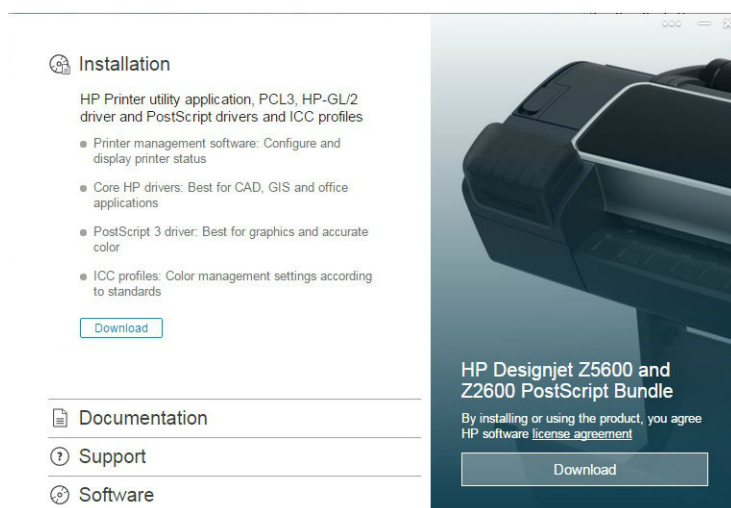 Installation
HP Printer utility application, PCL3, HP-GL/2
driver and PostScript drivers and ICC profiles
Printer management software: Configure and
display printer status
Core HP drivers: Best for CAD, GIS and office
applications
PostScript 3 driver: Best for graphics and accurate
color
ICC profiles: Color management settings according
to standards
Download
Documentation
Support
Software
HP Designjet Z5600 and
Z2600 PostScript Bundle
By installing or using the product, you agree
HP software license agreement
Download